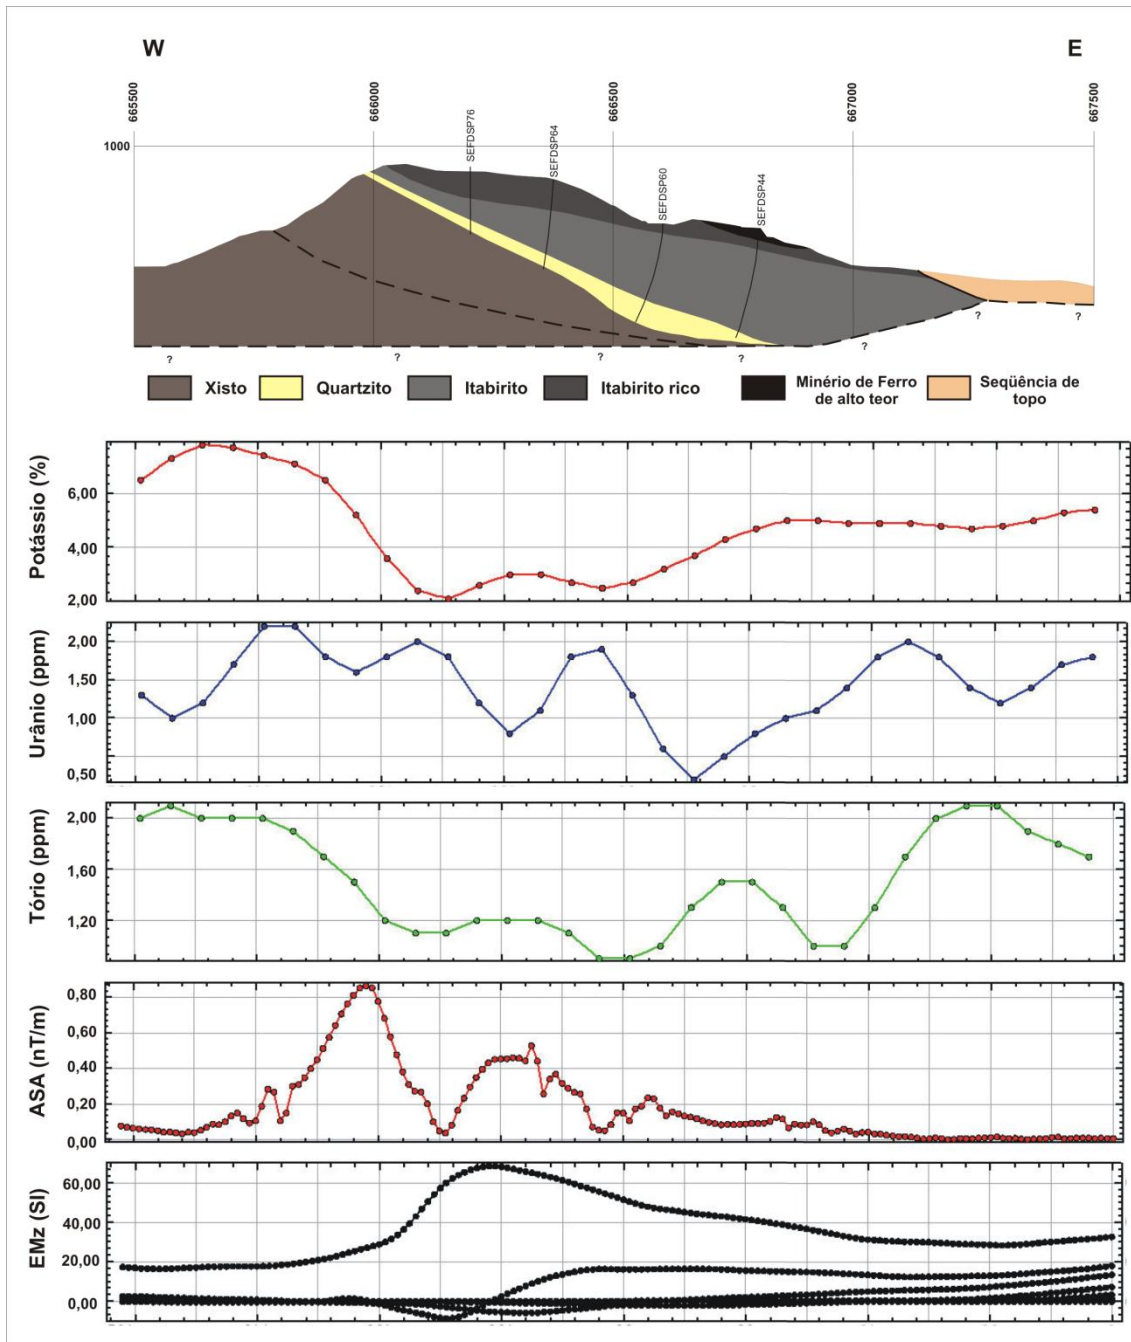 W
E
665500
666000
666500
667000
667500
1000
SEFDSP76
SEFDSP64
SEFDSP60
SEFDSP44
?
?
?
?
?
?
?
Xisto
Quartzito
Itabirito
Itabirito rico
Minério de Ferro
de alto teor
Seqüência de
topo
Potássio (%)
6,00
4,00
2,00
Urânio (ppm)
2,00
1,50
1,00
0,50
Tório (ppm)
2,00
1,60
1,20
ASA (nT/m)
0,80
0,60
0,40
0,20
0,00
EMz (SI)
60,00
40,00
20,00
0,00